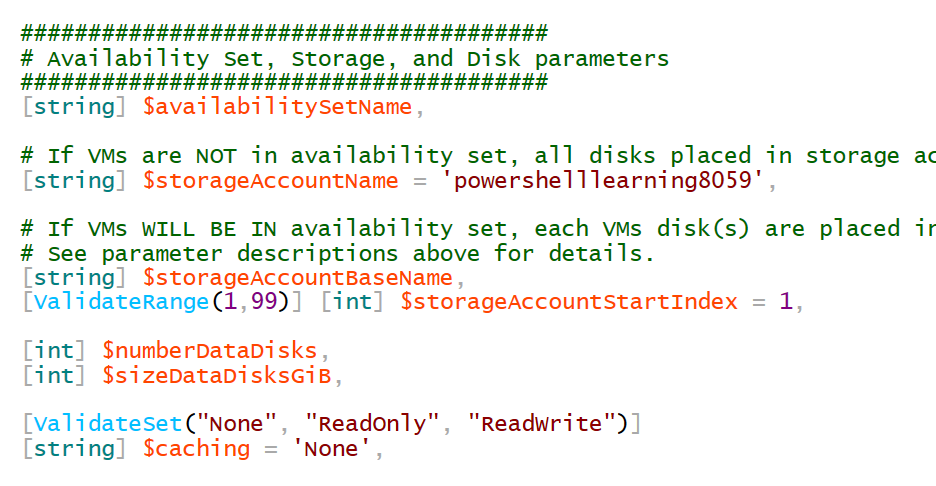 #######################################
# Availability Set, Storage, and Disk parameters
#######################################
[string] $availabilitySetName,
# If VMs are NOT in availability set, all disks placed in storage ac
[string] $storageAccountName = 'powershelllearning8059',
# If VMs WILL BE IN availability set, each VMs disk(s) are placed in
# See parameter descriptions above for details.
[string] $storageAccountBaseName,
[ValidateRange(1,99)] [int] $storageAccountStartIndex = 1,
[int] $numberDataDisks,
[int] $sizeDataDisksGiB,
[ValidateSet("None", "ReadOnly", "ReadWrite")]
[string] $caching = 'None',